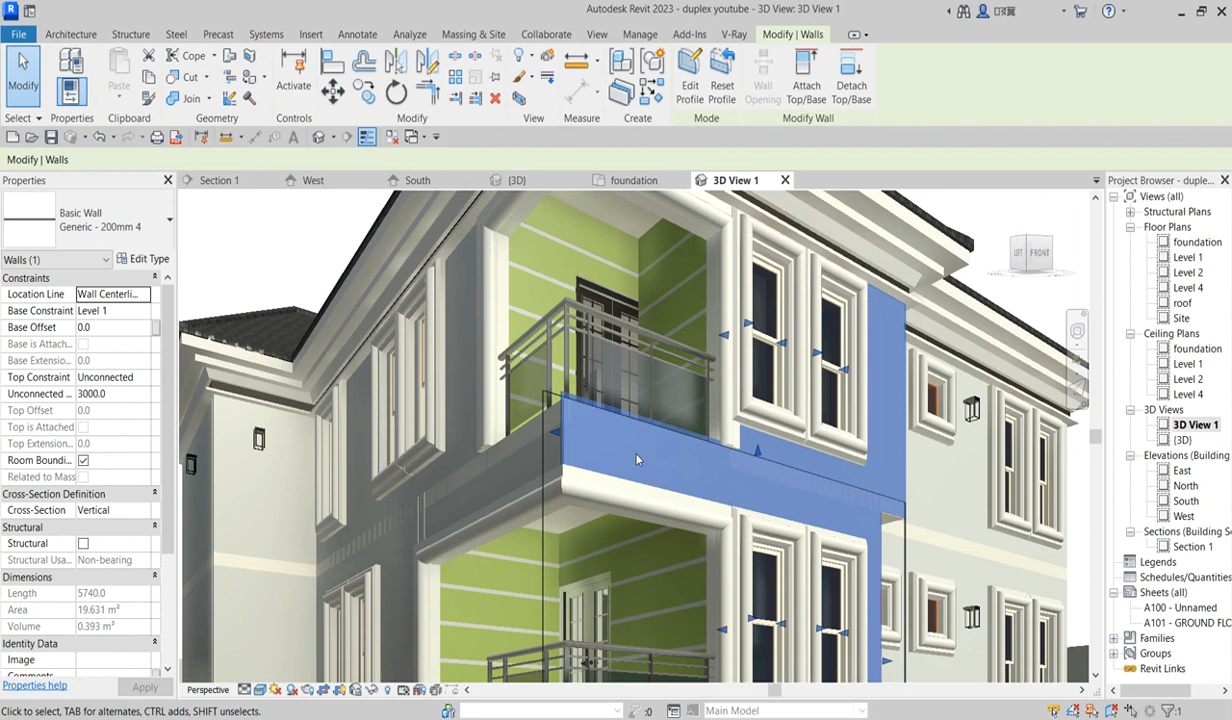 Autodesk Revit 2023 - duplex youtube - 3D View: 3D View 1
File Architecture Structure Steel Precast Systems Insert Annotate Analyze Massing & Site Collaborate View Manage Add-Ins V-Ray Modify | Walls
Modify
Paste
Cope
Cut
Join
Activate
Edit Profile
Reset Profile
Wall Opening
Attach Top/Base
Detach Top/Base
Select Properties Clipboard Geometry Controls Modify View Measure Create Mode Modify Wall
Modify | Walls
Properties
Basic Wall
Generic - 200mm 4
Walls (1)
Edit Type
Constraints
Location Line Wall Centerli...
Base Constraint Level 1
Base Offset 0.0
Base is Attach...
Base Extensio... 0.0
Top Constraint Unconnected
Unconnected ... 3000.0
Top Offset 0.0
Top is Attached
Top Extension... 0.0
Room Boundi...
Related to Mass
Cross-Section Definition
Cross-Section Vertical
Structural
Structural
Structural Usa... Non-bearing
Dimensions
Length 5740.0
Area 19.631 m²
Volume 0.393 m³
Identity Data
Image
Comments
Properties help
Apply
Section 1
West
South
{3D}
foundation
3D View 1
LEFT
FRONT
Perspective
Project Browser - duple...
Views (all)
Structural Plans
Floor Plans
foundation
Level 1
Level 2
Level 4
roof
Site
Ceiling Plans
foundation
Level 1
Level 2
Level 4
3D Views
3D View 1
{3D}
Elevations (Building
East
North
South
West
Sections (Building Se
Section 1
Legends
Schedules/Quantities
Sheets (all)
A100 - Unnamed
A101 - GROUND FLC
Families
Groups
Revit Links
Click to select, TAB for alternates, CTRL adds, SHIFT unselects.
:0
Main Model
:1